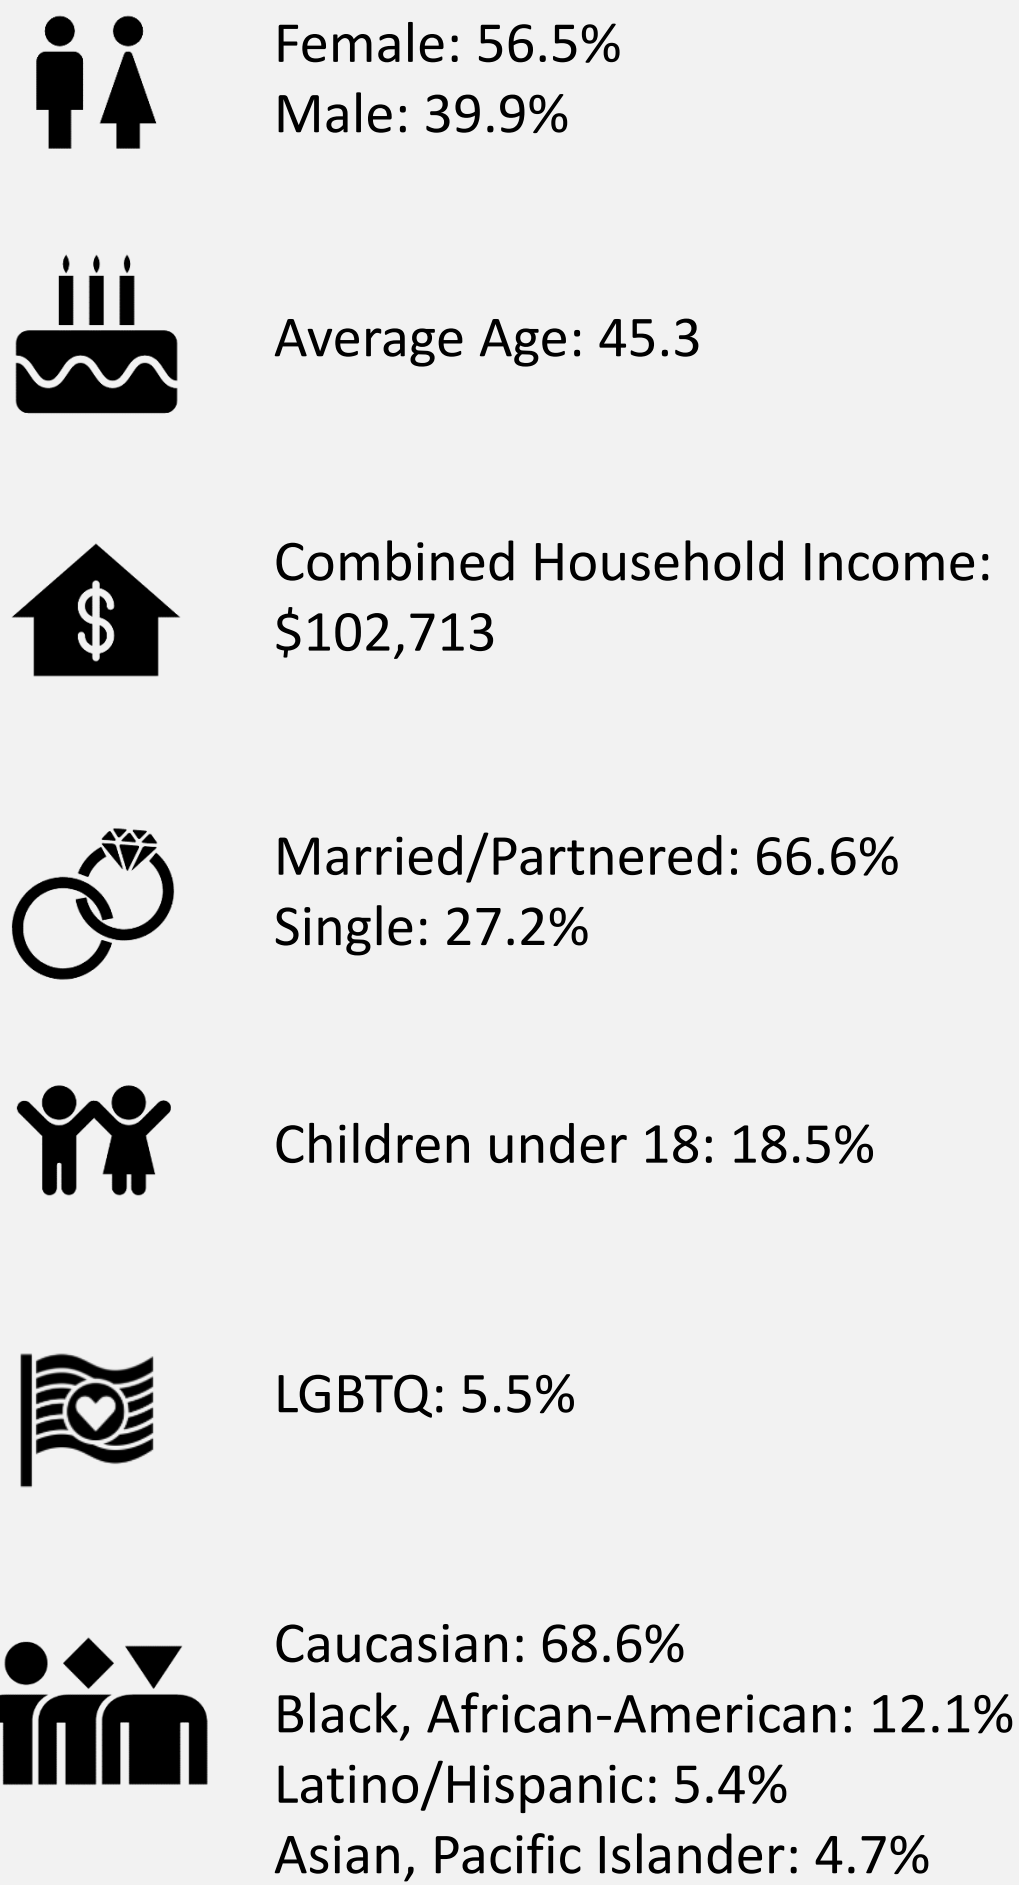 Female: 56.5%
Male: 39.9%
Average Age: 45.3
Combined Household Income:
$102,713
Married/Partnered: 66.6%
Single: 27.2%
Children under 18: 18.5%
LGBTQ: 5.5%
Caucasian: 68.6%
Black, African-American: 12.1%
Latino/Hispanic: 5.4%
Asian, Pacific Islander: 4.7%